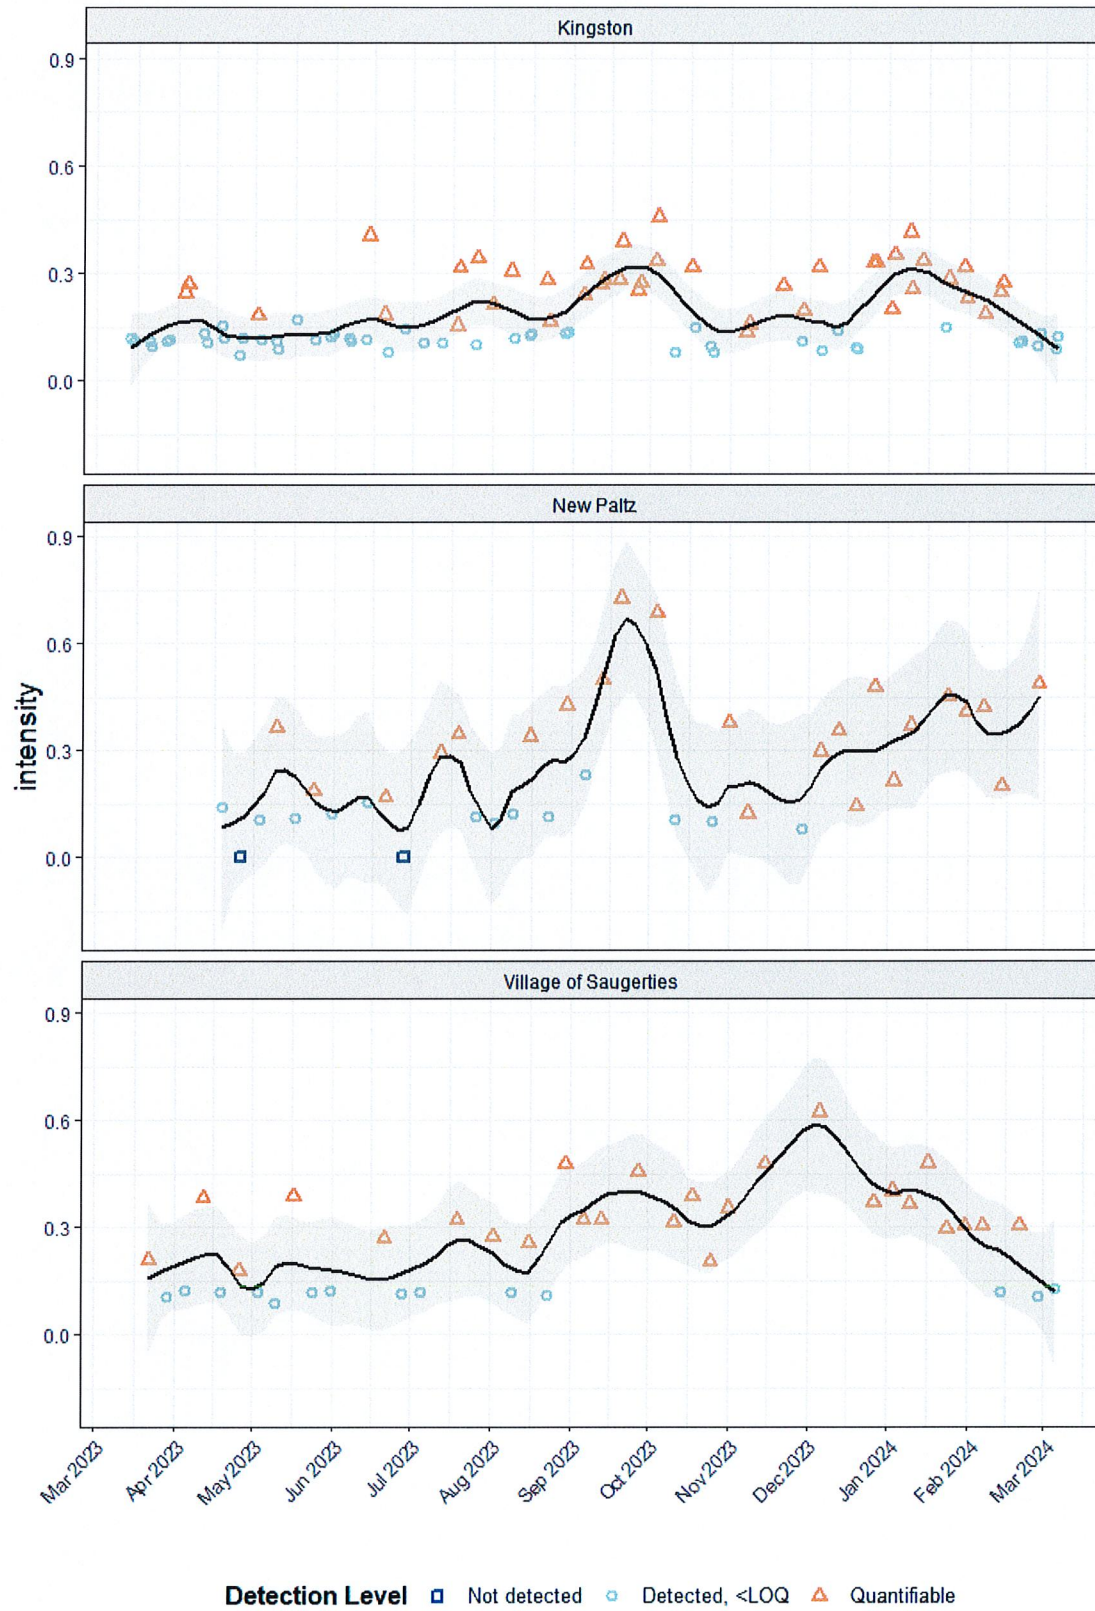 Kingston
0.9
0.6
0.3
0.0
New Paltz
0.9
0.6
0.3
0.0
intensity
Village of Saugerties
0.9
0.6
0.3
0.0
Mar 2023
Apr 2023
May 2023
Jun 2023
Jul 2023
Aug 2023
Sep 2023
Oct 2023
Nov 2023
Dec 2023
Jan 2024
Feb 2024
Mar 2024
Detection Level Not detected Detected, <LOQ Quantifiable